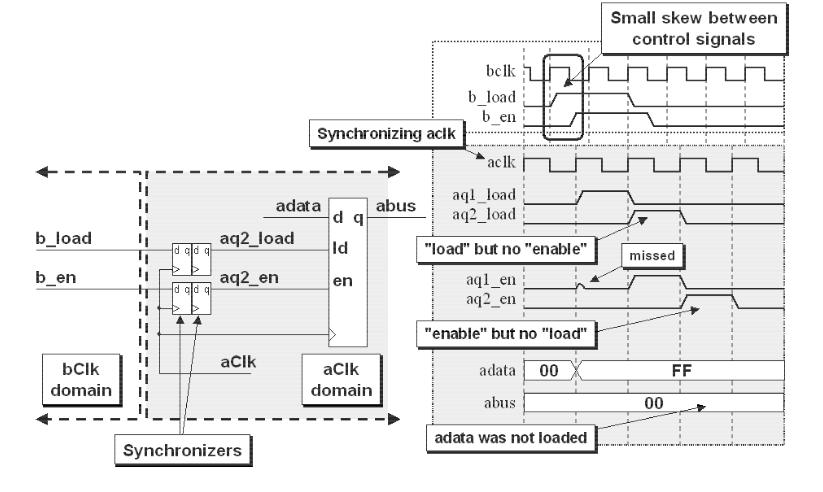 Small skew between
control signals
bclk
b_load
b_en
Synchronizing aclk
aclk
aq1_load
aq2_load
"load" but no "enable"
missed
aq1_en
aq2_en
"enable" but no "load"
adata 00 FF
abus 00
adata was not loaded
adata d q abus
b_load d q d q aq2_load ld
b_en d q d q aq2_en en
aClk
bClk
domain
aClk
domain
Synchronizers